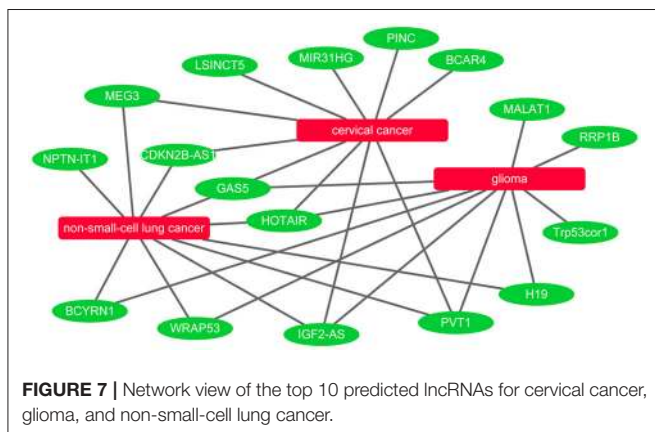 PINC
LSINCT5
MIR31HG
BCAR4
MEG3
MALAT1
cervical cancer
RRP1B
NPTN-IT1
CDKN2B-AS1
GAS5
glioma
HOTAIR
non-small-cell lung cancer
Trp53cor1
H19
BCYRN1
PVT1
WRAP53
IGF2-AS
FIGURE 7 | Network view of the top 10 predicted lncRNAs for cervical cancer,
glioma, and non-small-cell lung cancer.